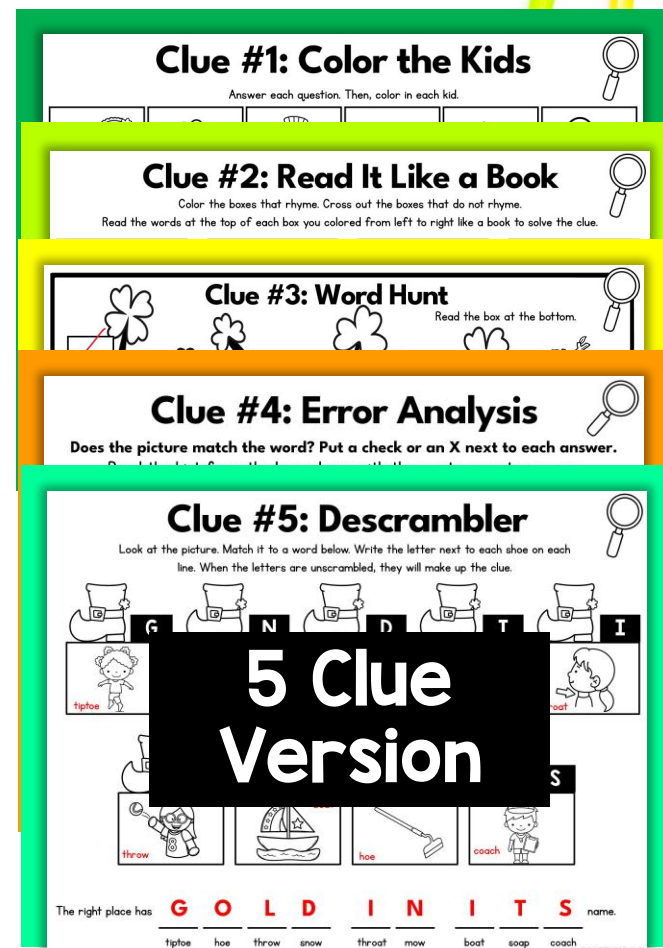 Clue #1: Color the Kids
Answer each question. Then, color in each kid.
Clue #2: Read It Like a Book
Color the boxes that rhyme. Cross out the boxes that do not rhyme.
Read the words at the top of each box you colored from left to right like a book to solve the clue.
Clue #3: Word Hunt
Read the box at the bottom.
Clue #4: Error Analysis
Does the picture match the word? Put a check or an X next to each answer.
Clue #5: Descrambler
Look at the picture. Match it to a word below. Write the letter next to each shoe on each
line. When the letters are unscrambled, they will make up the clue.
G N D T I
tiptoe
5 Clue
Version
S
8
throw hoe coach
The right place has G O L D I N I T S name.
tiptoe hoe throw snow throat mow boat soap coach